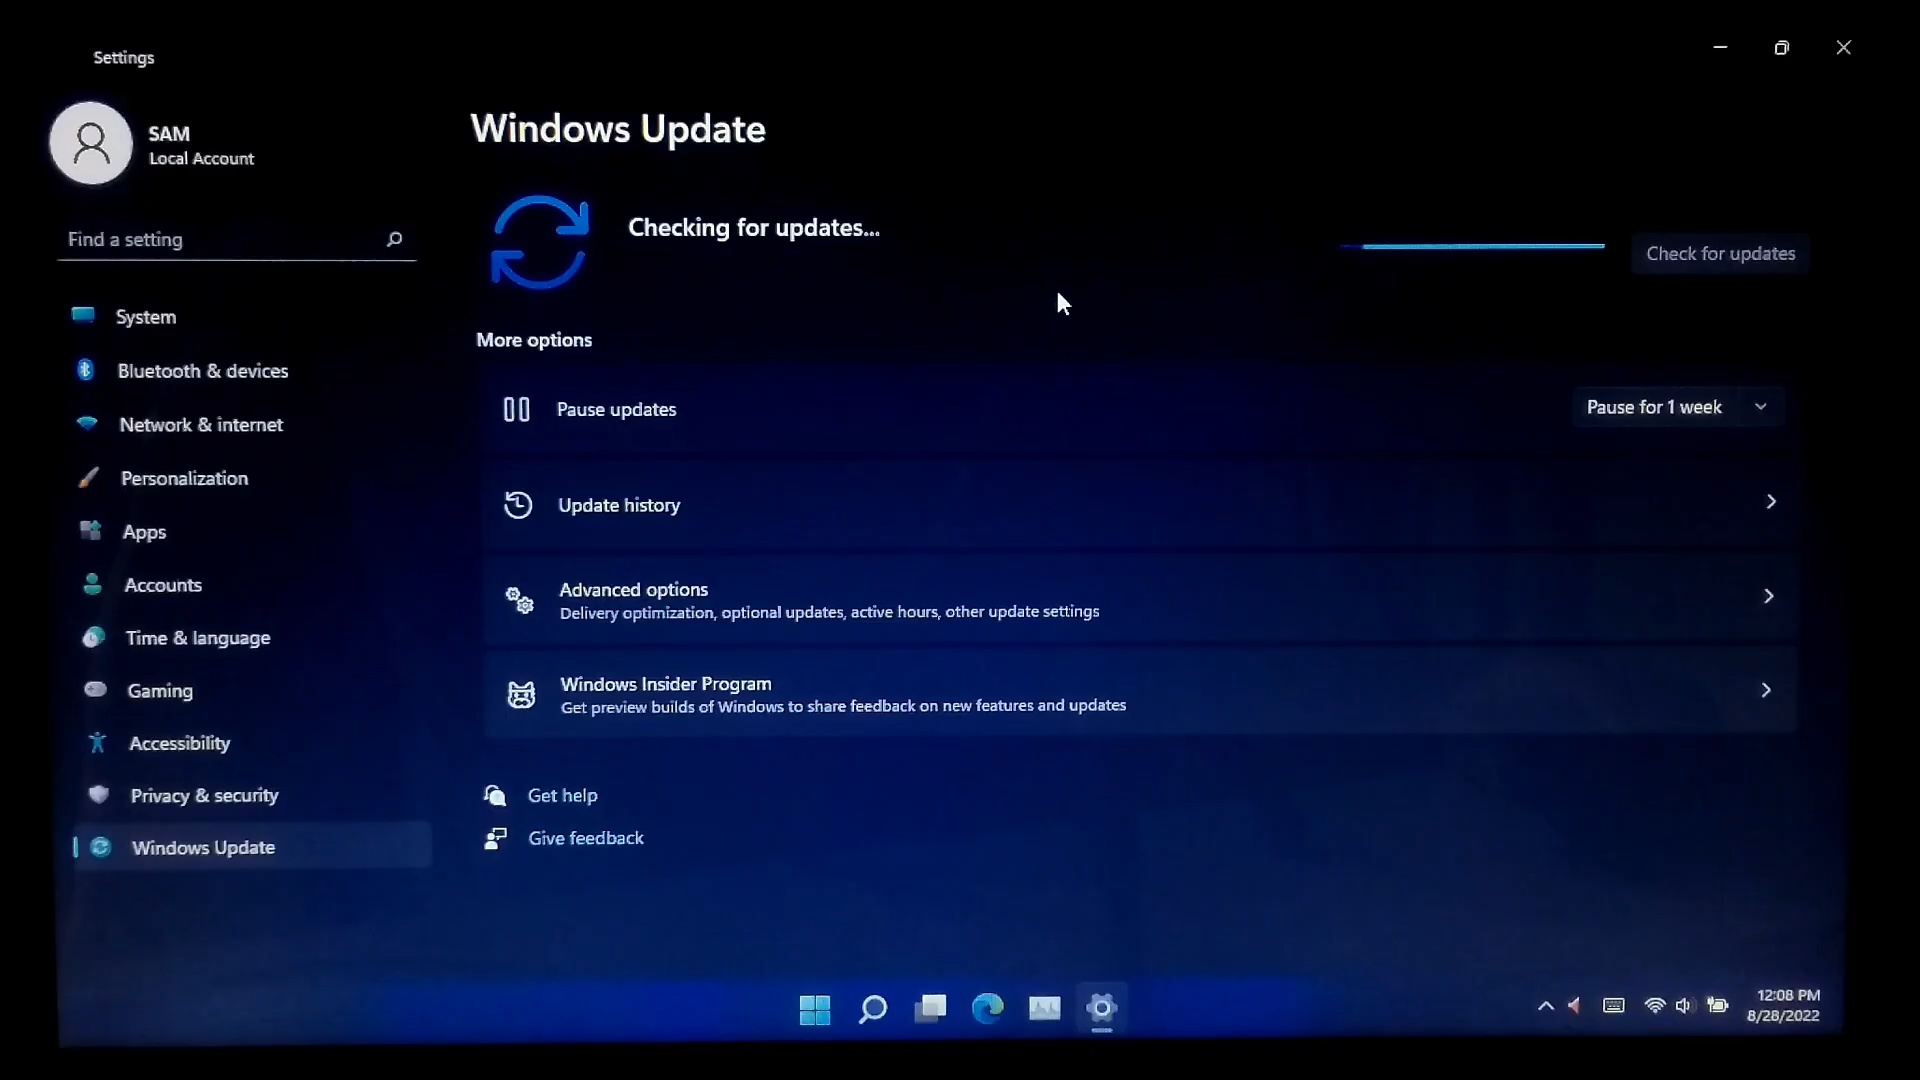 Settings
SAM
Local Account
Find a setting
System
Bluetooth & devices
Network & internet
Personalization
Apps
Accounts
Time & language
Gaming
Accessibility
Privacy & security
Windows Update
Windows Update
Checking for updates...
Check for updates
More options
Pause updates
Pause for 1 week
Update history
Advanced options
Delivery optimization, optional updates, active hours, other update settings
Windows Insider Program
Get preview builds of Windows to share feedback on new features and updates
Get help
Give feedback
12:08 PM
8/28/2022